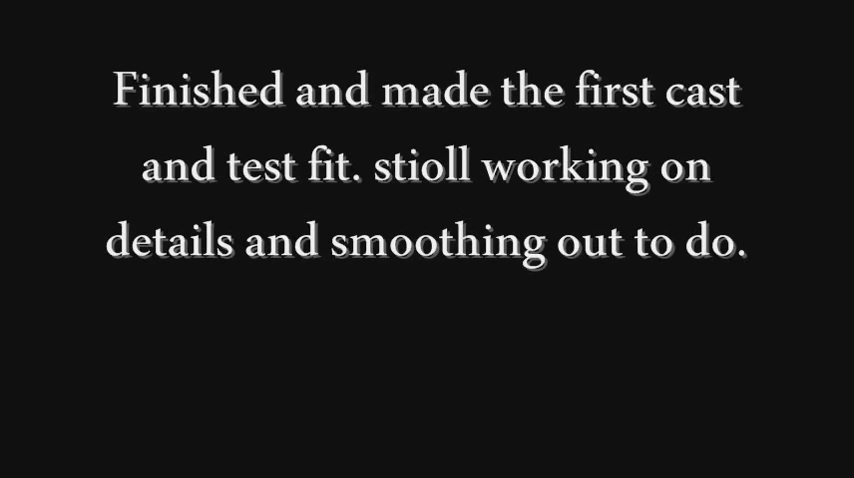 Finished and made the first cast
and test fit. stioll working on
details and smoothing out to do.